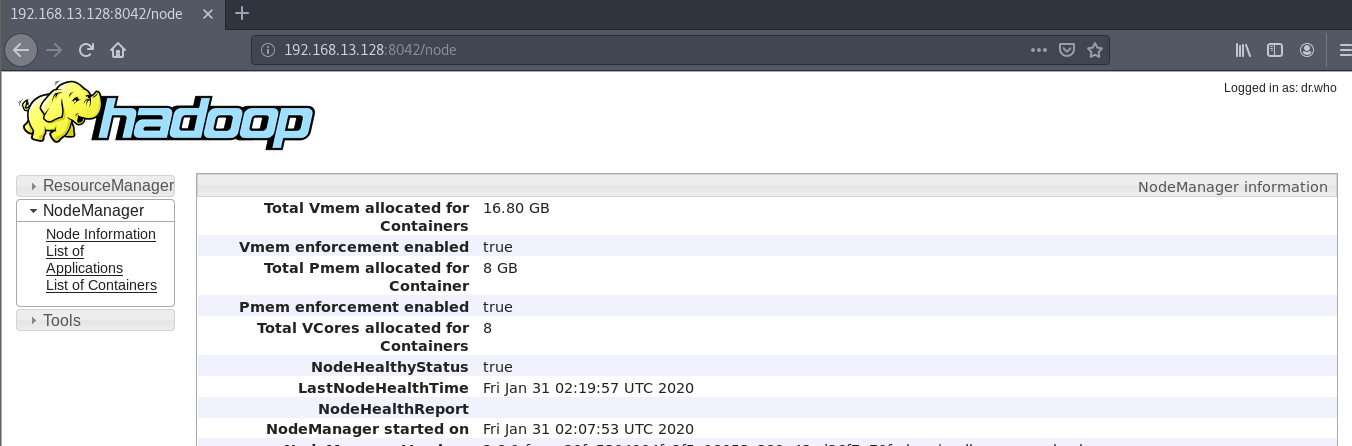 192.168.13.128:8042/node
192.168.13.128:8042/node
Logged in as: dr.who
hadoop
ResourceManager
NodeManager
Node Information
List of
Applications
List of Containers
Tools
NodeManager information
Total Vmem allocated for
Containers
16.80 GB
Vmem enforcement enabled true
Total Pmem allocated for
Container
8 GB
Pmem enforcement enabled true
Total VCores allocated for
Containers
8
NodeHealthyStatus true
LastNodeHealthTime Fri Jan 31 02:19:57 UTC 2020
NodeHealthReport
NodeManager started on Fri Jan 31 02:07:53 UTC 2020